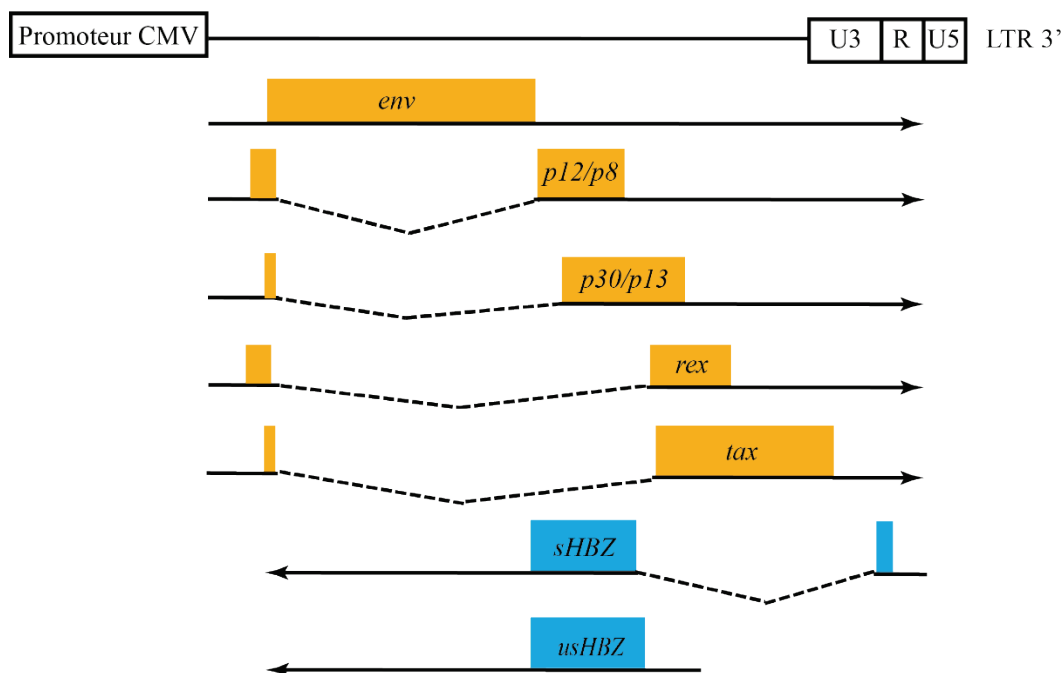 Promoteur CMV U3 R U5 LTR 3’
env
p12/p8
p30/p13
rex
tax
sHBZ
usHBZ